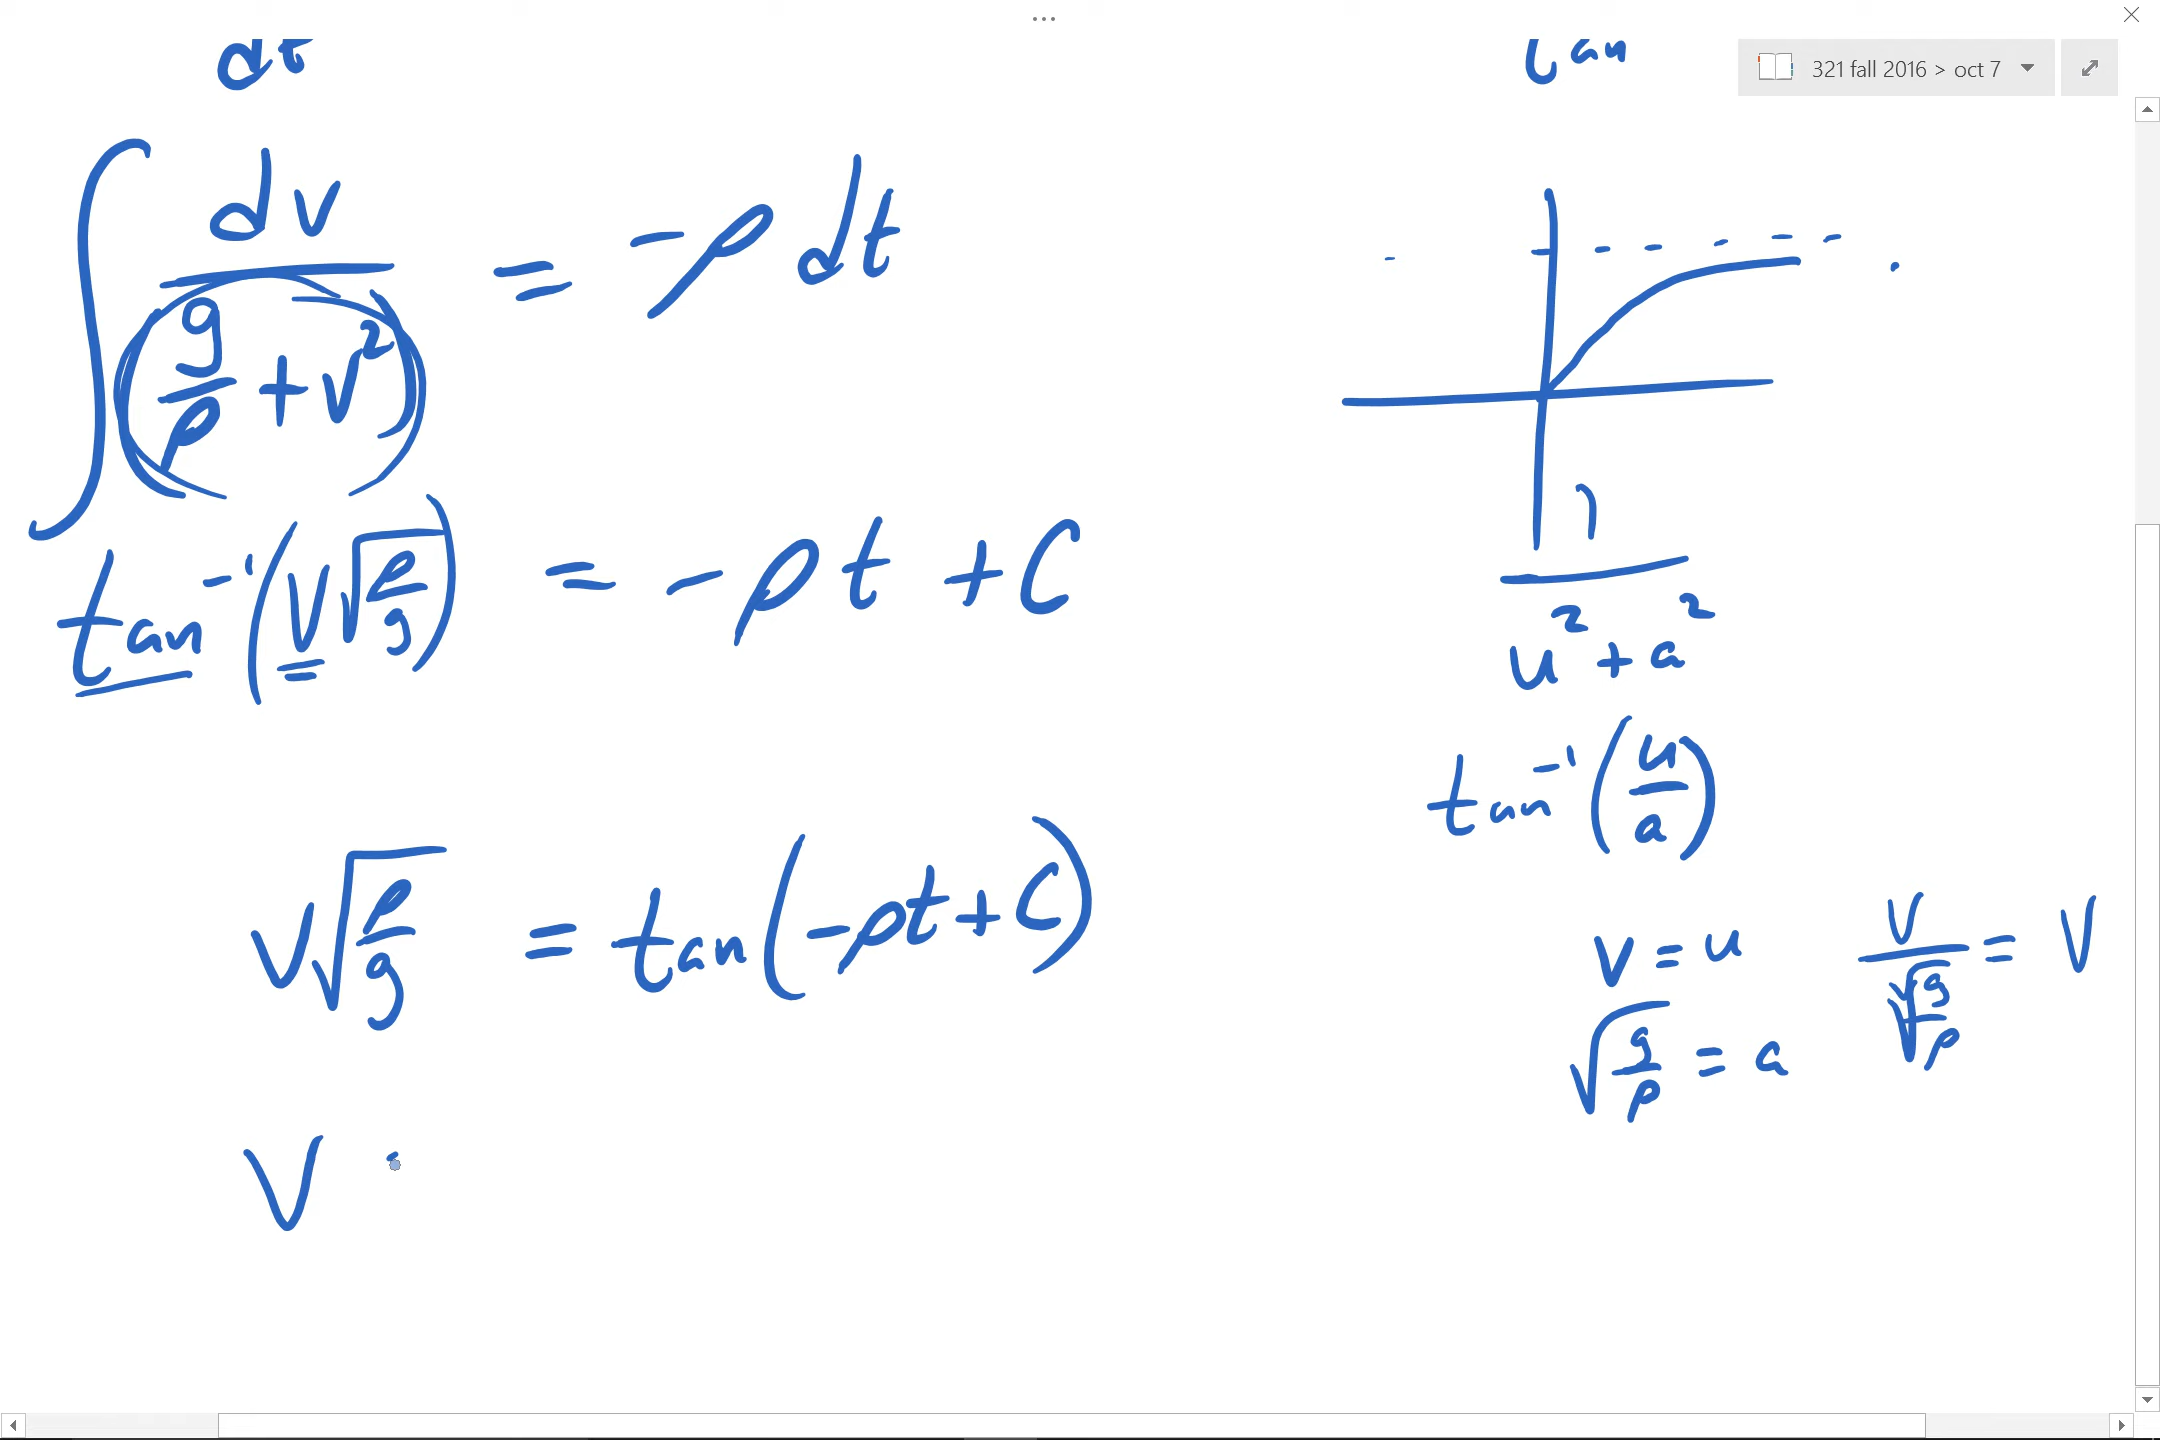 dt
tan
321 fall 2016 > oct 7
∫ dv / (g/ρ + v²) = -ρ dt
tan⁻¹(v√(ρ/g)) = -ρt + C
1 / (u² + a²)
tan⁻¹(u/a)
v√(ρ/g) = tan(-ρt + C)
v = u
v / √(g/ρ) = v
√(g/ρ) = a
v